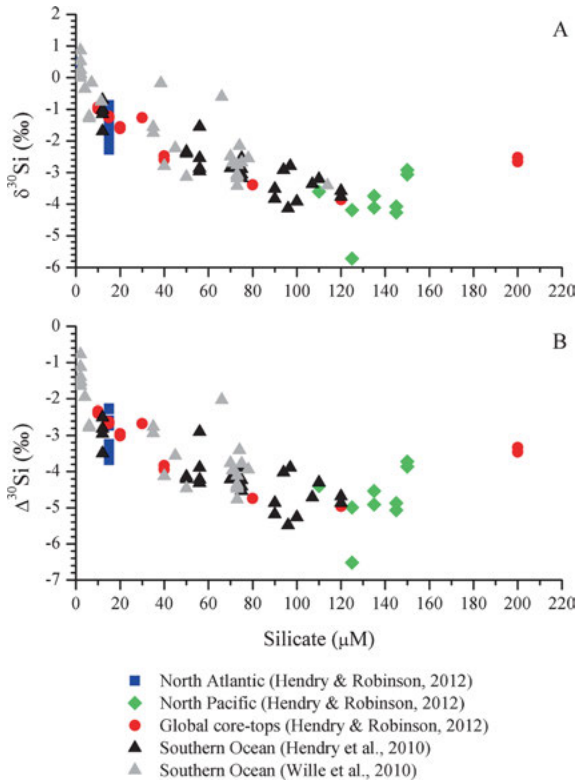 A
2
1
0
-1
-2
-3
-4
-5
-6
δ³⁰Si (‰)
0 20 40 60 80 100 120 140 160 180 200 220
B
0
-1
-2
-3
-4
-5
-6
-7
Δ³⁰Si (‰)
0 20 40 60 80 100 120 140 160 180 200 220
Silicate (μM)
North Atlantic (Hendry & Robinson, 2012)
North Pacific (Hendry & Robinson, 2012)
Global core-tops (Hendry & Robinson, 2012)
Southern Ocean (Hendry et al., 2010)
Southern Ocean (Wille et al., 2010)